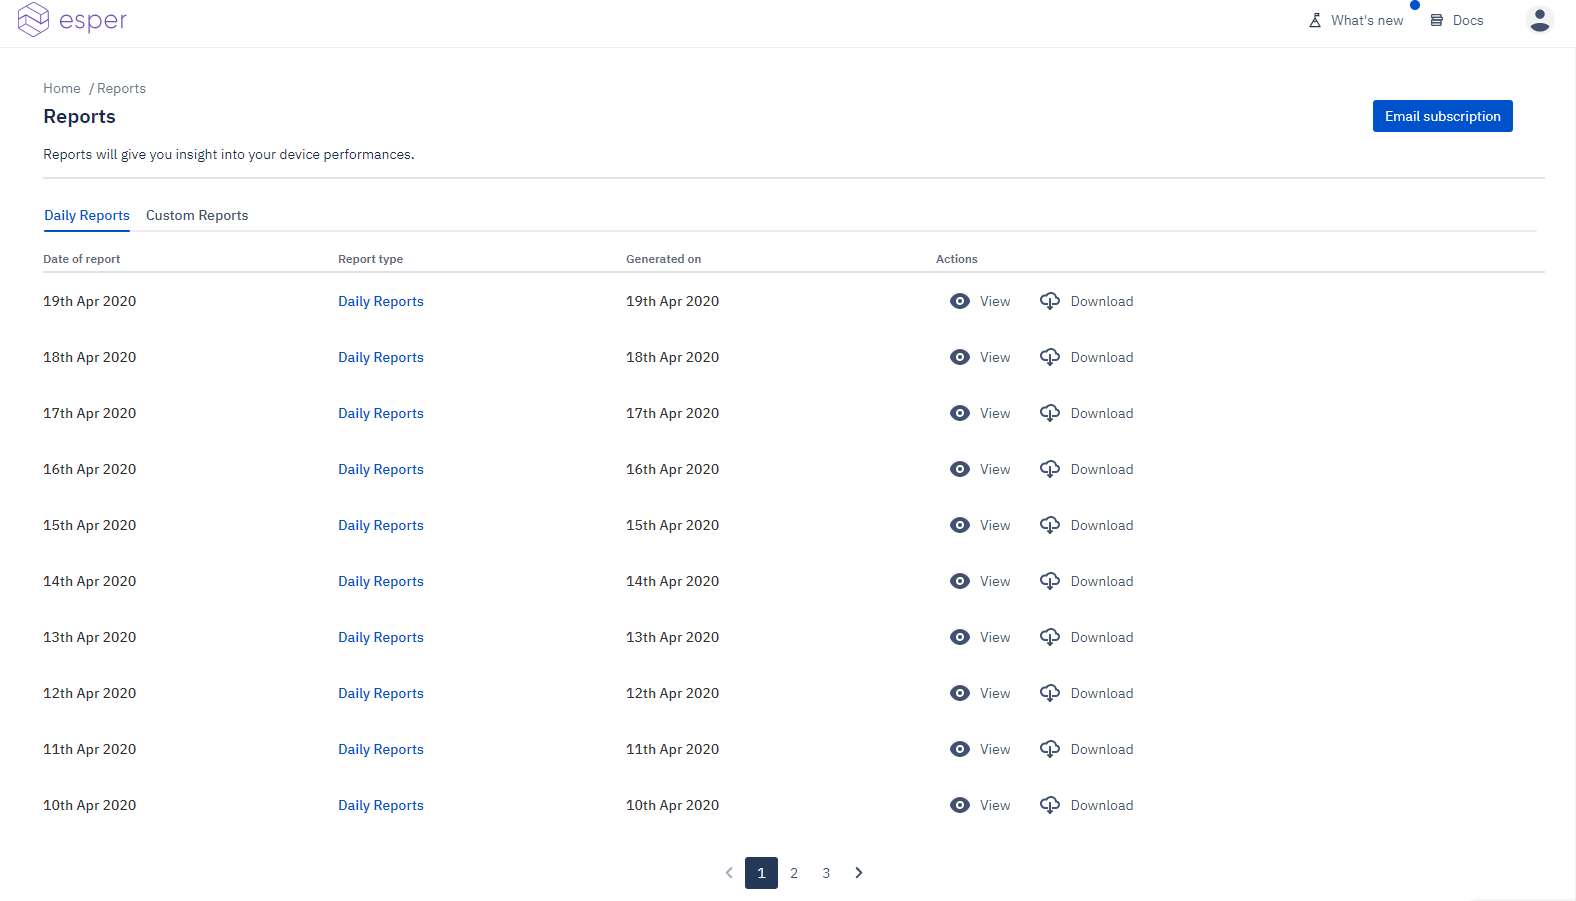 esper
What's new
Docs
Home / Reports
Reports
Email subscription
Reports will give you insight into your device performances.
Daily Reports Custom Reports
Date of report Report type Generated on Actions
19th Apr 2020 Daily Reports 19th Apr 2020 View Download
18th Apr 2020 Daily Reports 18th Apr 2020 View Download
17th Apr 2020 Daily Reports 17th Apr 2020 View Download
16th Apr 2020 Daily Reports 16th Apr 2020 View Download
15th Apr 2020 Daily Reports 15th Apr 2020 View Download
14th Apr 2020 Daily Reports 14th Apr 2020 View Download
13th Apr 2020 Daily Reports 13th Apr 2020 View Download
12th Apr 2020 Daily Reports 12th Apr 2020 View Download
11th Apr 2020 Daily Reports 11th Apr 2020 View Download
10th Apr 2020 Daily Reports 10th Apr 2020 View Download
1 2 3